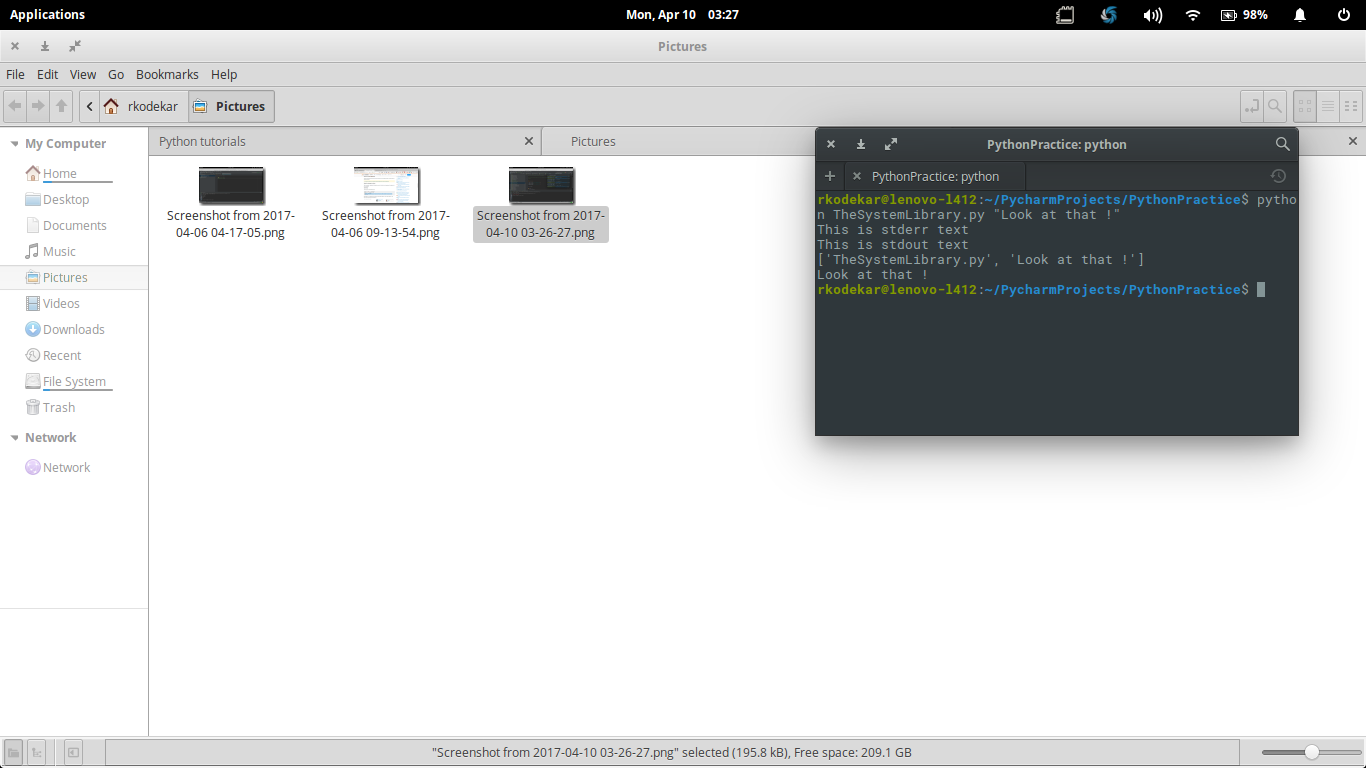 Applications
Mon, Apr 10 03:27
98%
Pictures
File Edit View Go Bookmarks Help
rkodekar
Pictures
My Computer
Home
Desktop
Documents
Music
Pictures
Videos
Downloads
Recent
File System
Trash
Network
Network
Python tutorials
Pictures
Screenshot from 2017-
04-06 04-17-05.png
Screenshot from 2017-
04-06 09-13-54.png
Screenshot from 2017-
04-10 03-26-27.png
PythonPractice: python
PythonPractice: python
rkodekar@lenovo-l412:~/PycharmProjects/PythonPractice$ pytho
n TheSystemLibrary.py "Look at that !"
This is stderr text
This is stdout text
['TheSystemLibrary.py', 'Look at that !']
Look at that !
rkodekar@lenovo-l412:~/PycharmProjects/PythonPractice$
"Screenshot from 2017-04-10 03-26-27.png" selected (195.8 kB), Free space: 209.1 GB